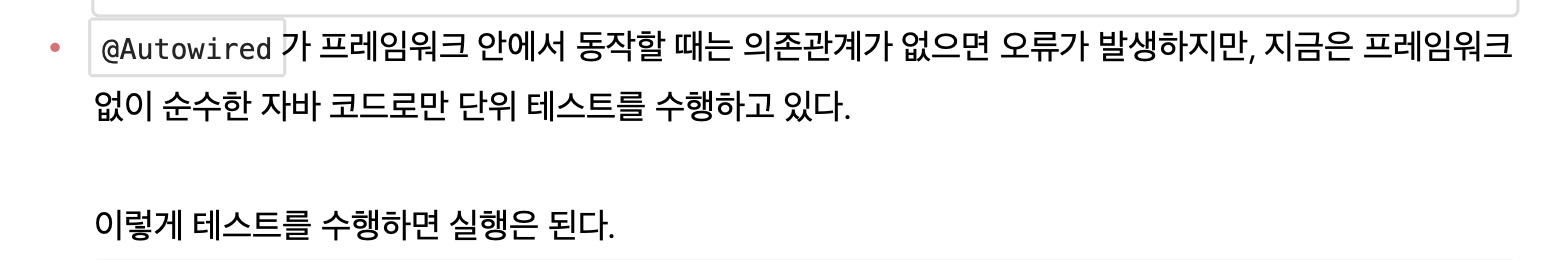 • @Autowired 가 프레임워크 안에서 동작할 때는 의존관계가 없으면 오류가 발생하지만, 지금은 프레임워크
없이 순수한 자바 코드로만 단위 테스트를 수행하고 있다.
이렇게 테스트를 수행하면 실행은 된다.